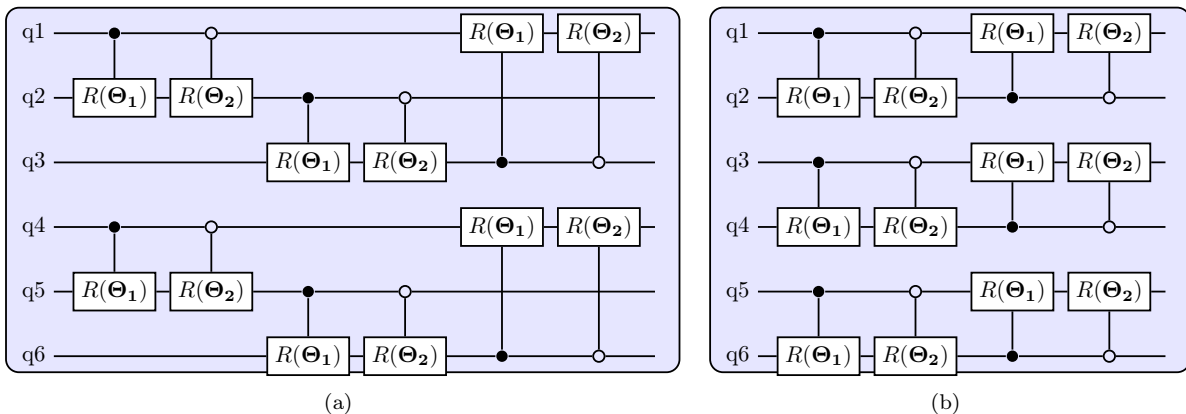 q1 R(Θ₁) R(Θ₂)
q2 R(Θ₁) R(Θ₂)
q3 R(Θ₁) R(Θ₂)
q4 R(Θ₁) R(Θ₂)
q5 R(Θ₁) R(Θ₂)
q6 R(Θ₁) R(Θ₂)
(a)
q1 R(Θ₁) R(Θ₂)
q2 R(Θ₁) R(Θ₂)
q3 R(Θ₁) R(Θ₂)
q4 R(Θ₁) R(Θ₂)
q5 R(Θ₁) R(Θ₂)
q6 R(Θ₁) R(Θ₂)
(b)